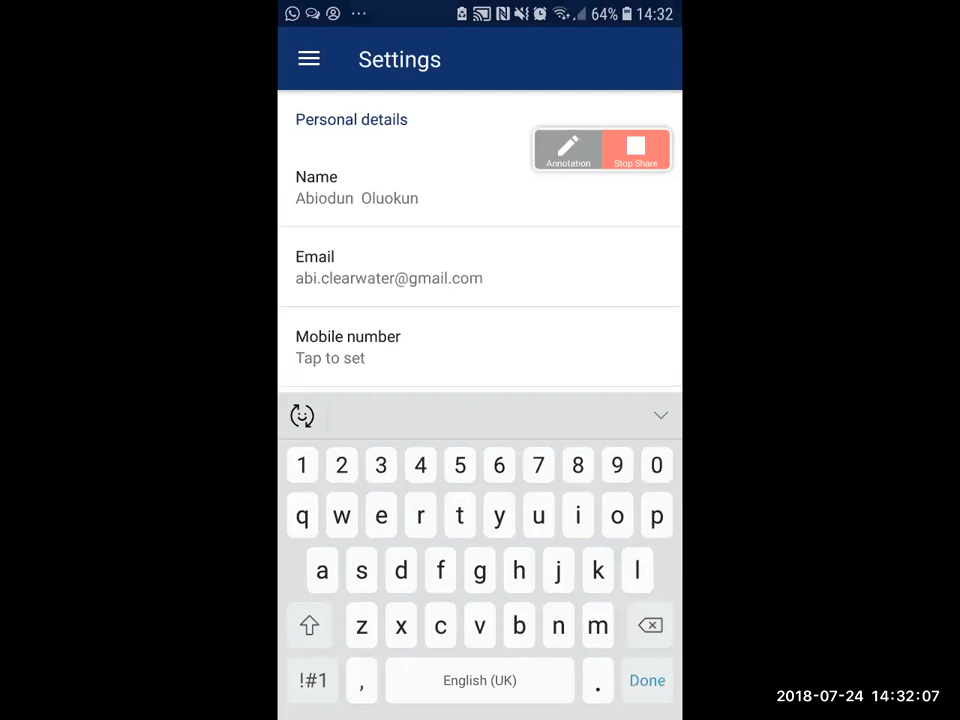 64% 14:32
Settings
Personal details
Annotation
Stop Share
Name
Abiodun Oluokun
Email
abi.clearwater@gmail.com
Mobile number
Tap to set
1 2 3 4 5 6 7 8 9 0
q w e r t y u i o p
a s d f g h j k l
z x c v b n m
!#1 , English (UK) . Done
2018-07-24 14:32:07